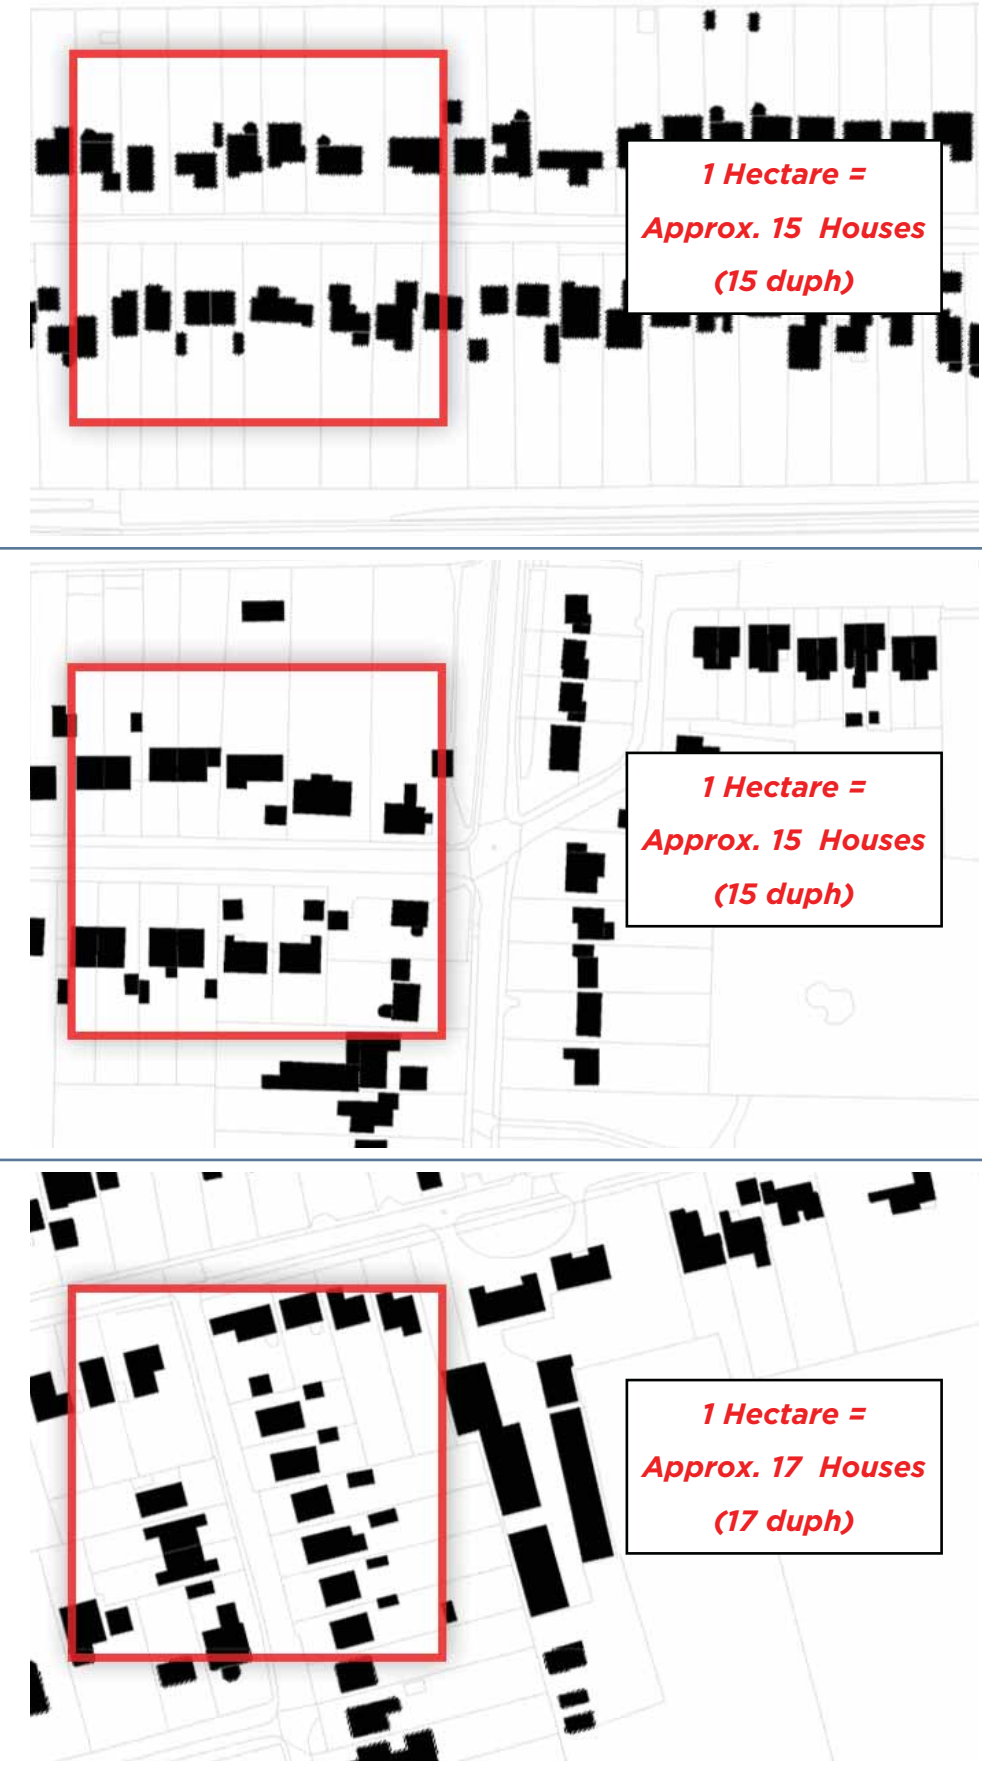 1 Hectare =
Approx. 15 Houses
(15 duph)
1 Hectare =
Approx. 15 Houses
(15 duph)
1 Hectare =
Approx. 17 Houses
(17 duph)